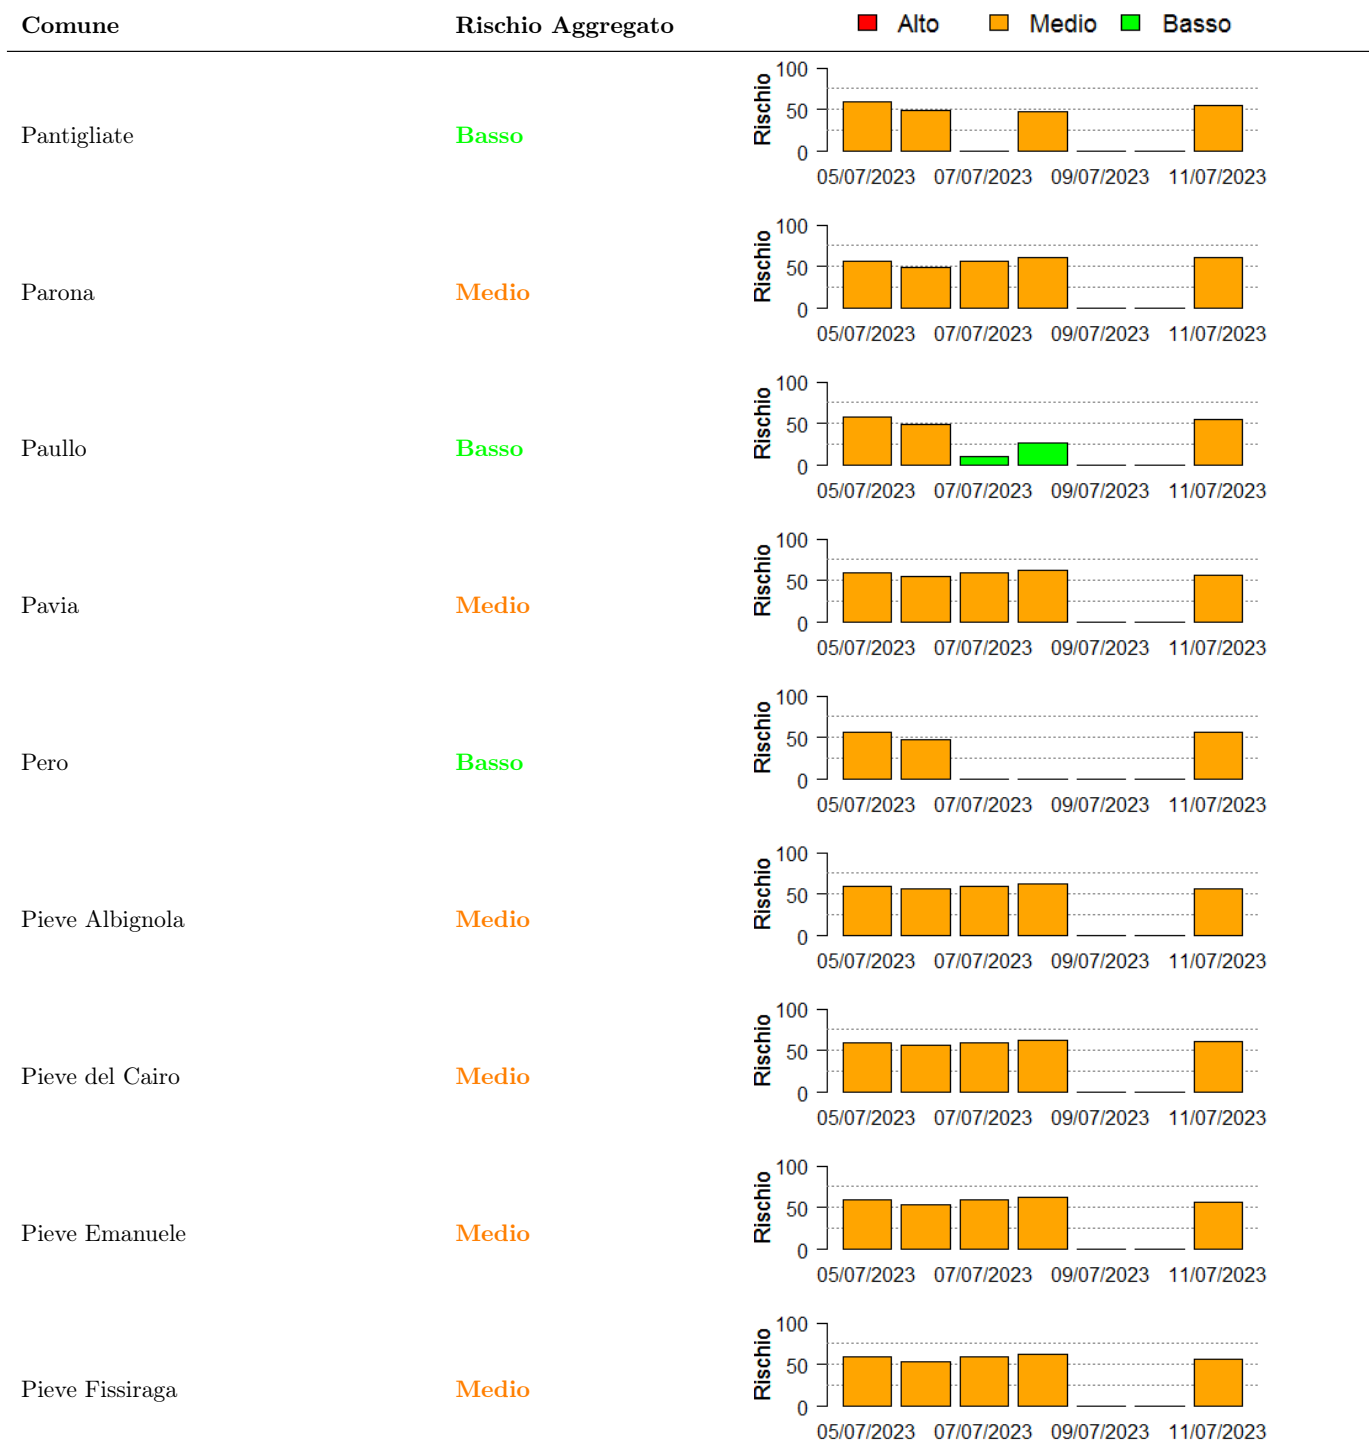 Comune Rischio Aggregato Alto Medio Basso
100
50
0
Rischio
Pantigliate Basso
05/07/2023 07/07/2023 09/07/2023 11/07/2023
100
50
0
Rischio
Parona Medio
05/07/2023 07/07/2023 09/07/2023 11/07/2023
100
50
0
Rischio
Paullo Basso
05/07/2023 07/07/2023 09/07/2023 11/07/2023
100
50
0
Rischio
Pavia Medio
05/07/2023 07/07/2023 09/07/2023 11/07/2023
100
50
0
Rischio
Pero Basso
05/07/2023 07/07/2023 09/07/2023 11/07/2023
100
50
0
Rischio
Pieve Albignola Medio
05/07/2023 07/07/2023 09/07/2023 11/07/2023
100
50
0
Rischio
Pieve del Cairo Medio
05/07/2023 07/07/2023 09/07/2023 11/07/2023
100
50
0
Rischio
Pieve Emanuele Medio
05/07/2023 07/07/2023 09/07/2023 11/07/2023
100
50
0
Rischio
Pieve Fissiraga Medio
05/07/2023 07/07/2023 09/07/2023 11/07/2023